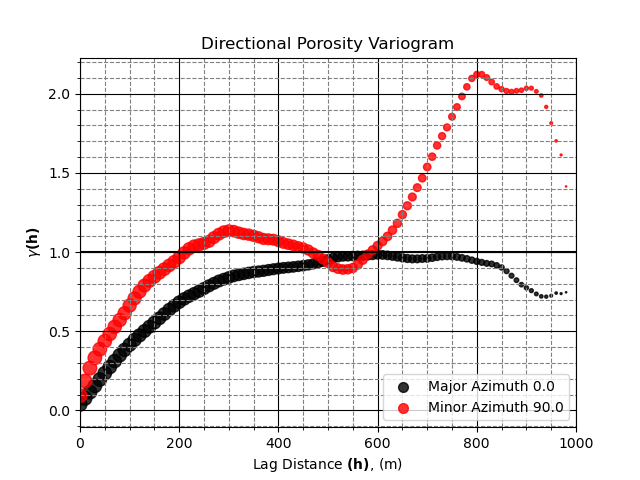 Directional Porosity Variogram
γ(h)
2.0
1.5
1.0
0.5
0.0
0 200 400 600 800 1000
Lag Distance (h), (m)
Major Azimuth 0.0
Minor Azimuth 90.0